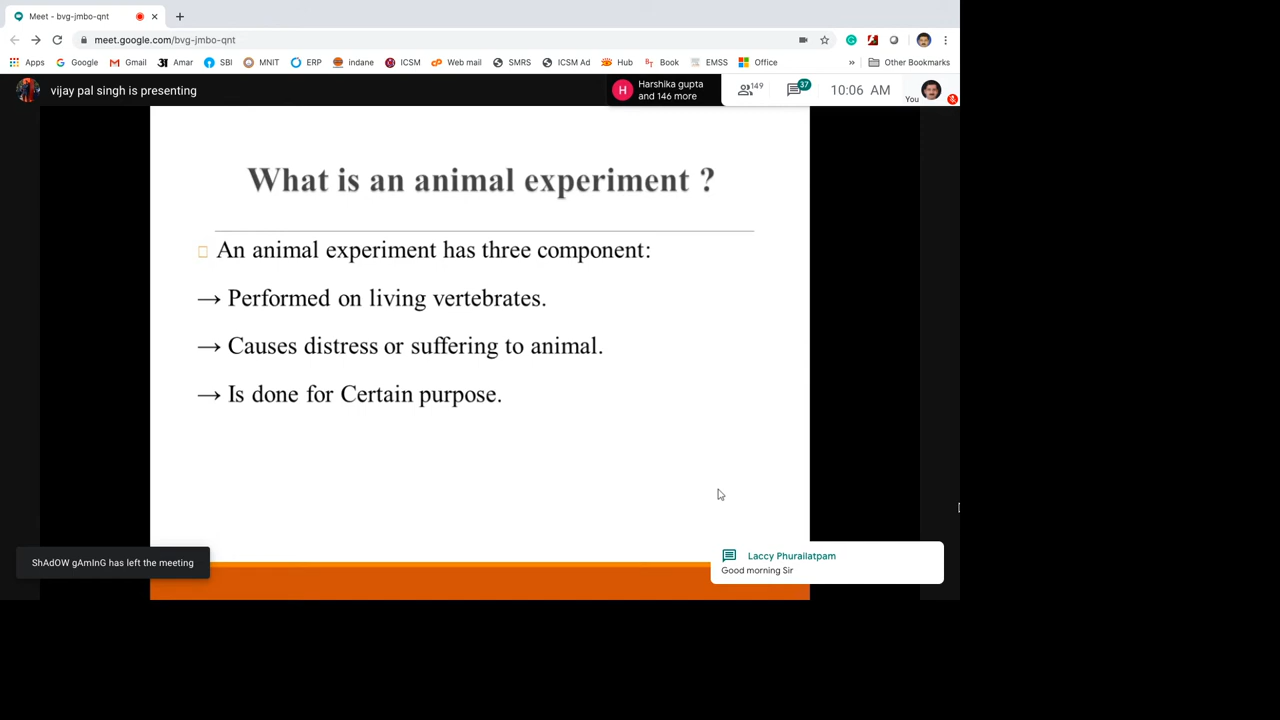 Meet - bvg-jmbo-qnt
meet.google.com/bvg-jmbo-qnt
Apps Google Gmail Amar SBI MNIT ERP indane ICSM Web mail SMRS ICSM Ad Hub Book EMSS Office » Other Bookmarks
vijay pal singh is presenting
H Harshika gupta
and 146 more
149
37
10:06 AM
You
What is an animal experiment ?
An animal experiment has three component:
→ Performed on living vertebrates.
→ Causes distress or suffering to animal.
→ Is done for Certain purpose.
ShAdOW gAmInG has left the meeting
Laccy Phurailatpam
Good morning Sir